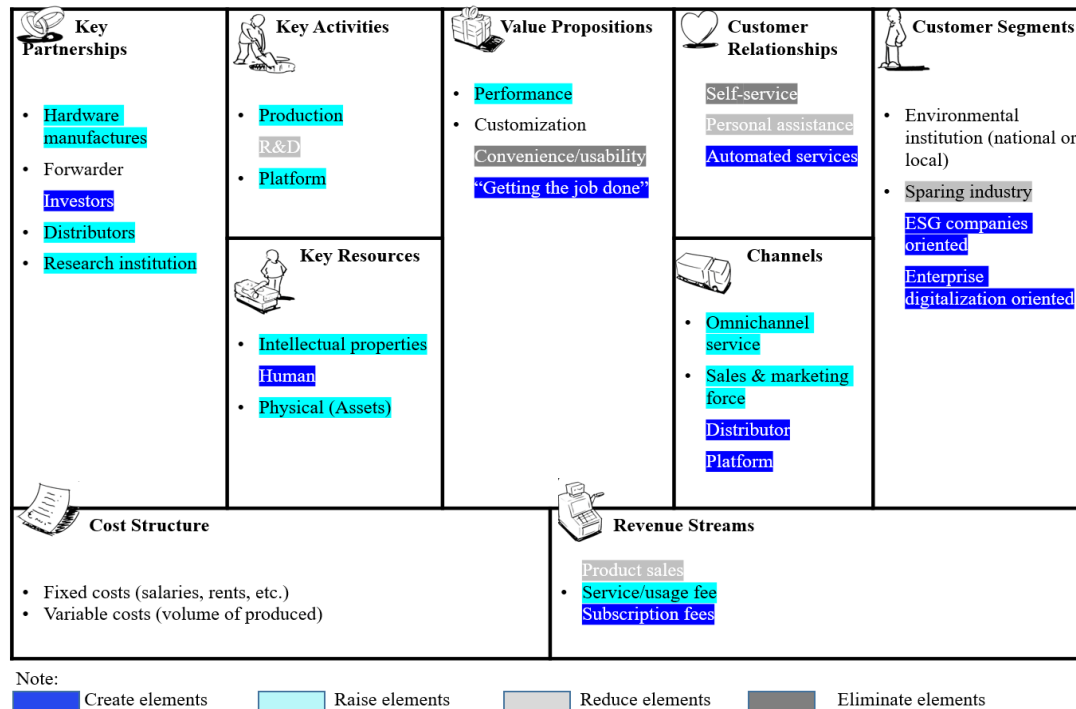 Key
Partnerships
• Hardware
manufactures
• Forwarder
Investors
• Distributors
• Research institution
Key Activities
• Production
R&D
• Platform
Key Resources
• Intellectual properties
Human
• Physical (Assets)
Value Propositions
• Performance
• Customization
Convenience/usability
“Getting the job done”
Customer
Relationships
Self-service
Personal assistance
Automated services
Channels
• Omnichannel
service
• Sales & marketing
force
Distributor
Platform
Customer Segments
• Environmental
institution (national or
local)
• Sparing industry
ESG companies
oriented
Enterprise
digitalization oriented
Cost Structure
• Fixed costs (salaries, rents, etc.)
• Variable costs (volume of produced)
Revenue Streams
Product sales
• Service/usage fee
Subscription fees
Note:
Create elements
Raise elements
Reduce elements
Eliminate elements